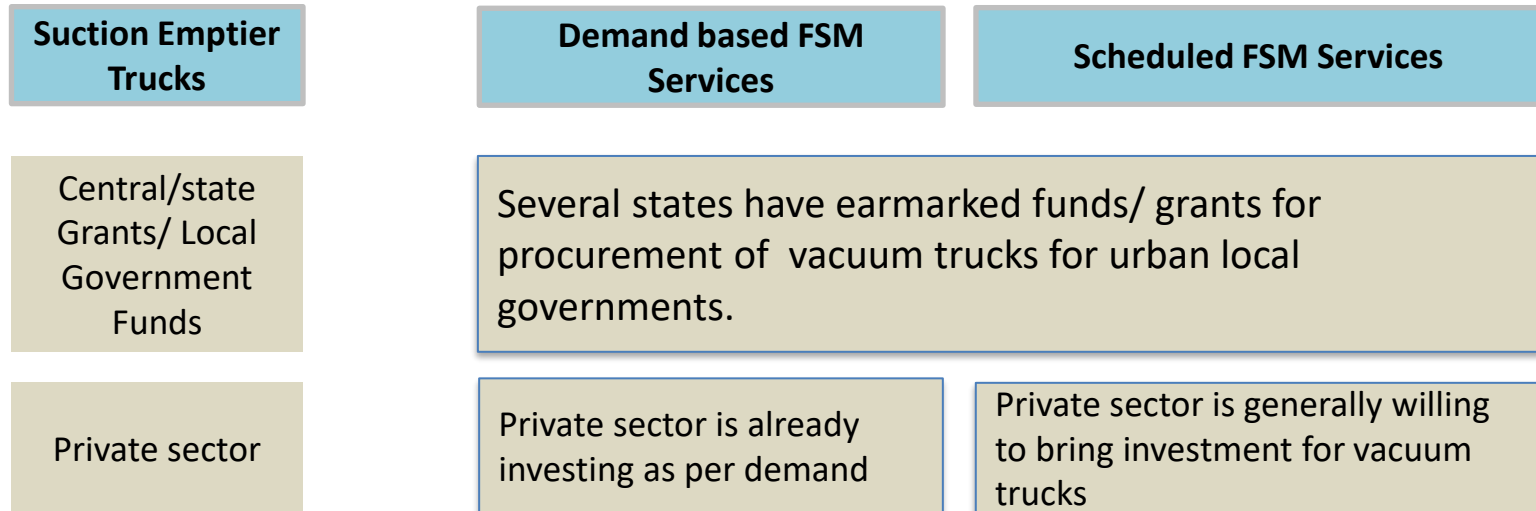 Suction Emptier
Trucks
Demand based FSM
Services
Scheduled FSM Services
Central/state
Grants/ Local
Government
Funds
Several states have earmarked funds/ grants for
procurement of  vacuum trucks for urban local
governments.
Private sector
Private sector is already
investing as per demand
Private sector is generally willing
to bring investment for vacuum
trucks